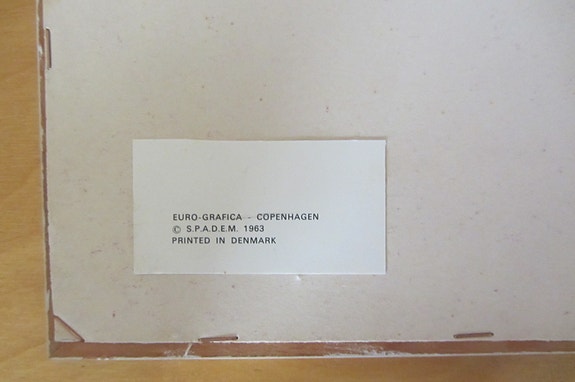 EURO-GRAFICA - COPENHAGEN
© S.P.A.D.E.M. 1963
PRINTED IN DENMARK